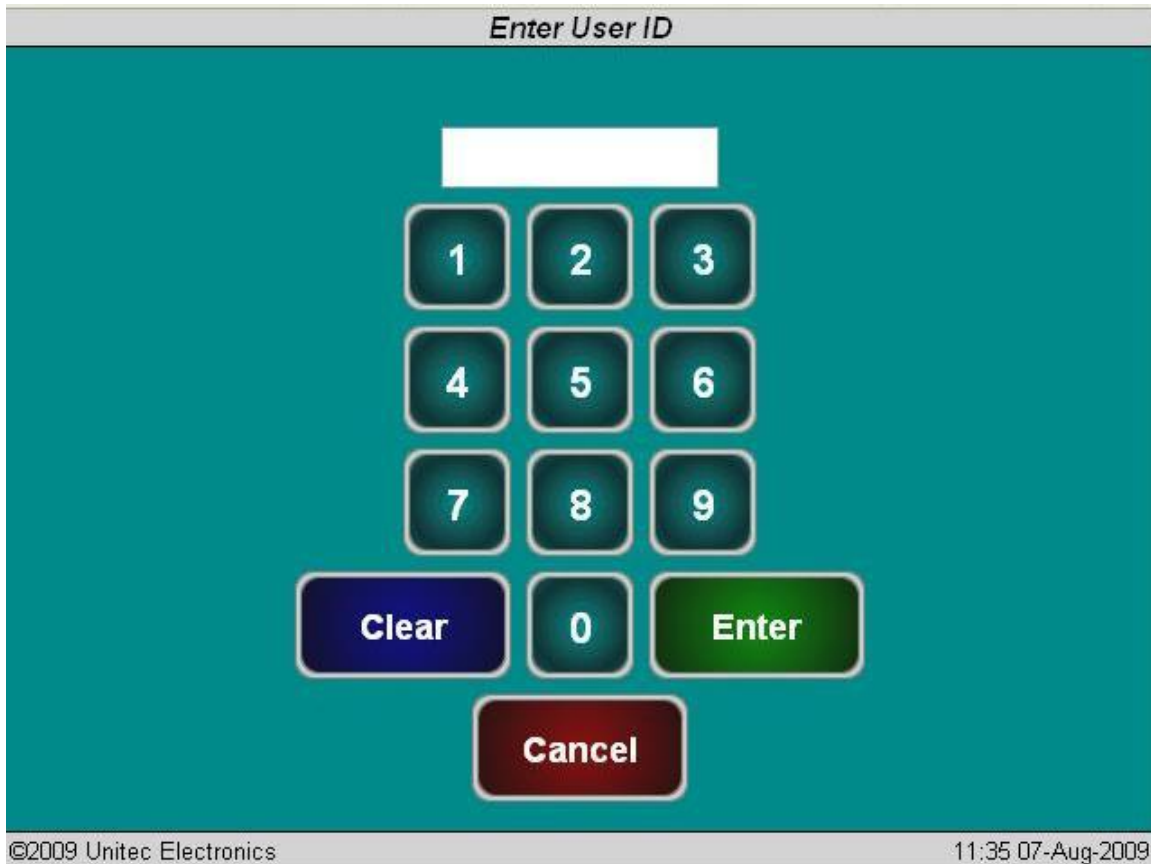 Enter User ID
1 2 3
4 5 6
7 8 9
Clear 0 Enter
Cancel
©2009 Unitec Electronics 11:35 07-Aug-2009